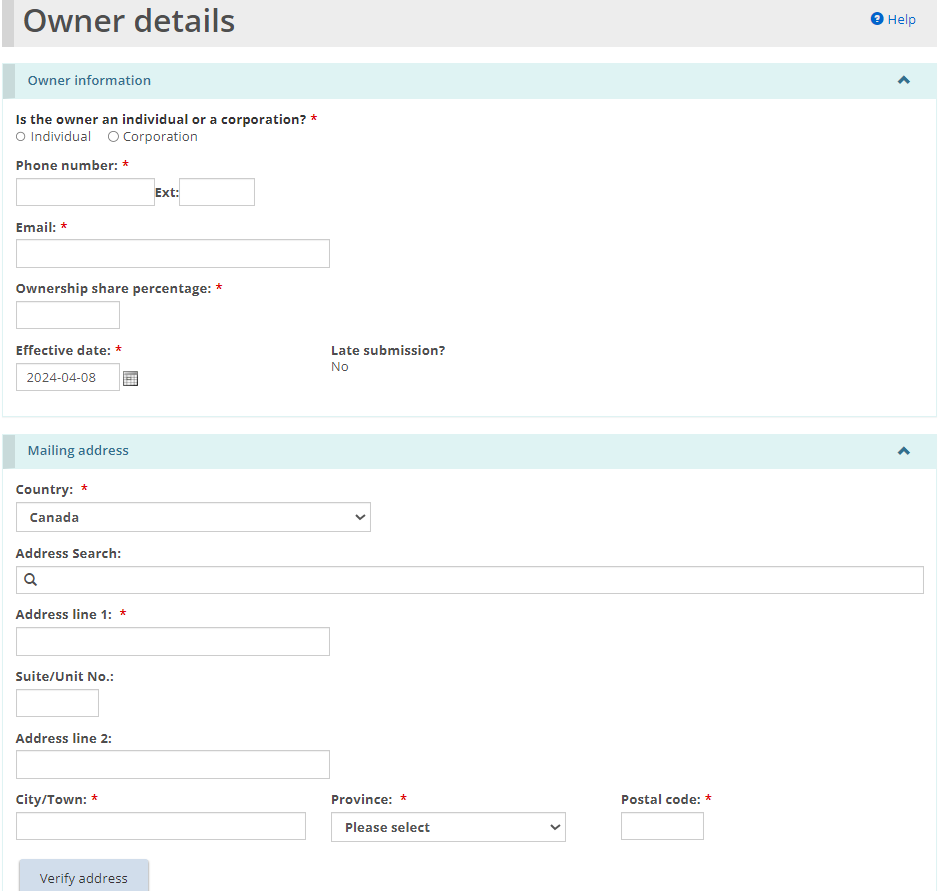 Owner details
Help
Owner information
Is the owner an individual or a corporation? *
Individual Corporation
Phone number: *
Ext:
Email: *
Ownership share percentage: *
Effective date: * Late submission?
2024-04-08 No
Mailing address
Country: *
Canada
Address Search:
Address line 1: *
Suite/Unit No.:
Address line 2:
City/Town: * Province: * Postal code: *
Please select
Verify address